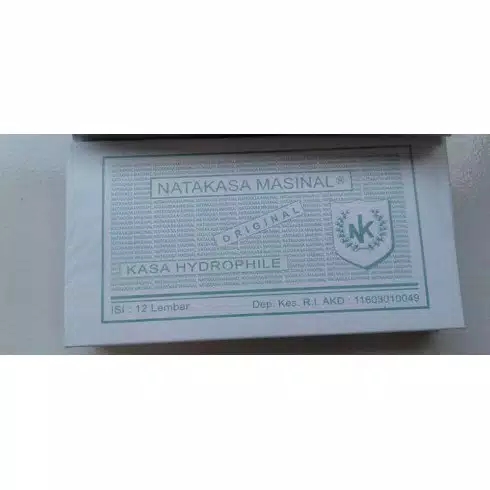 NATAKASA MASINAL®
ORIGINAL
NK
KASA HYDROPHILE
ISI : 12 Lembar
Dep. Kes. R.I. AKD : 11603010049